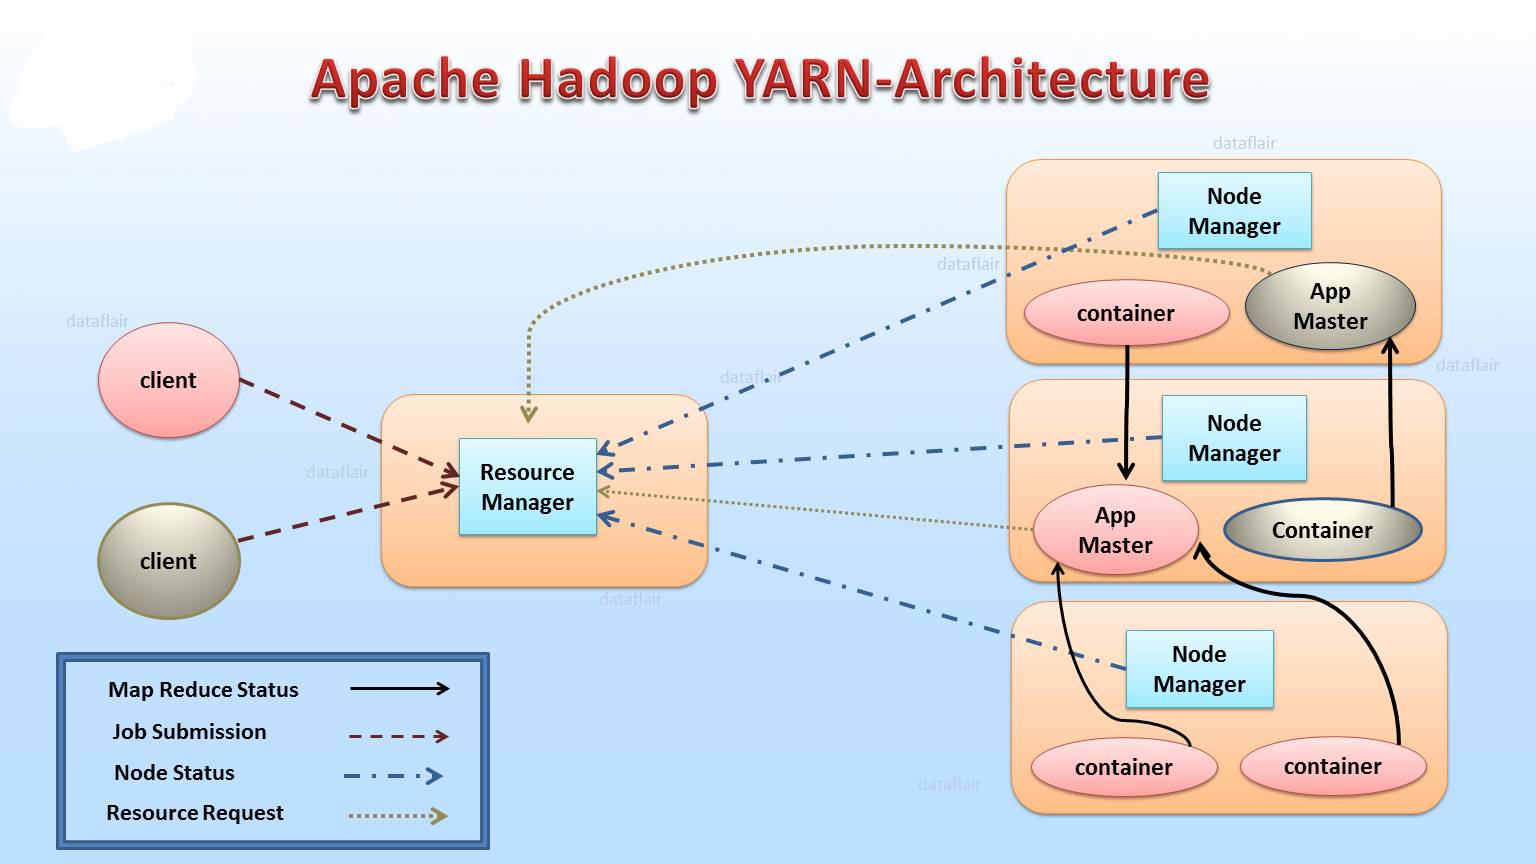 Apache Hadoop YARN-Architecture
dataflair
Node
Manager
dataflair
container
App
Master
dataflair
client
dataflair
dataflair
Node
Manager
Resource
Manager
dataflair
App
Master
Container
client
dataflair
Node
Manager
container
container
dataflair
Map Reduce Status
Job Submission
Node Status
Resource Request